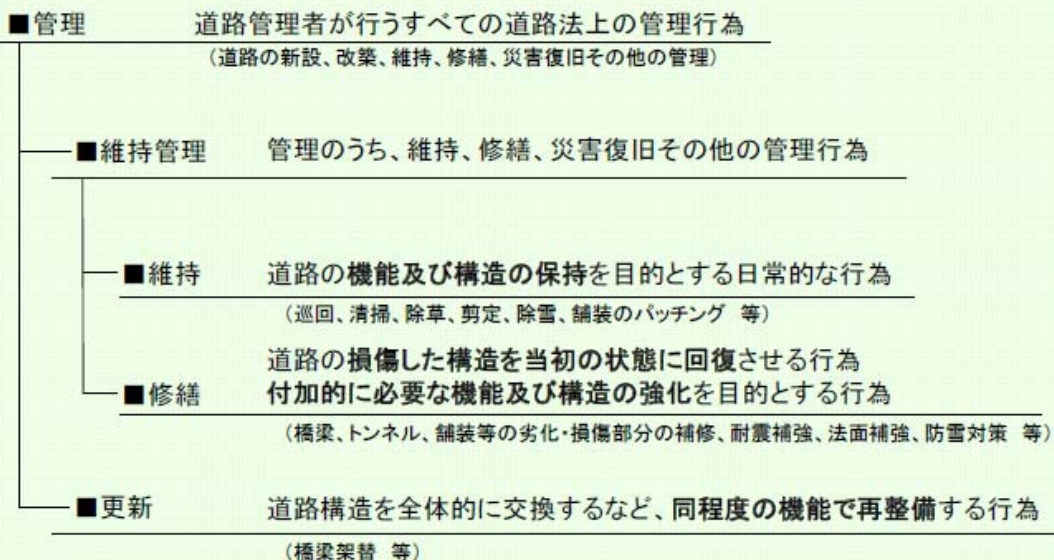 ■管理 道路管理者が行うすべての道路法上の管理行為
(道路の新設、改築、維持、修繕、災害復旧その他の管理)
■維持管理 管理のうち、維持、修繕、災害復旧その他の管理行為
■維持 道路の機能及び構造の保持を目的とする日常的な行為
(巡回、清掃、除草、剪定、除雪、舗装のパッチング 等)
道路の損傷した構造を当初の状態に回復させる行為
■修繕 付加的に必要な機能及び構造の強化を目的とする行為
(橋梁、トンネル、舗装等の劣化・損傷部分の補修、耐震補強、法面補強、防雪対策 等)
■更新 道路構造を全体的に交換するなど、同程度の機能で再整備する行為
(橋梁架替 等)